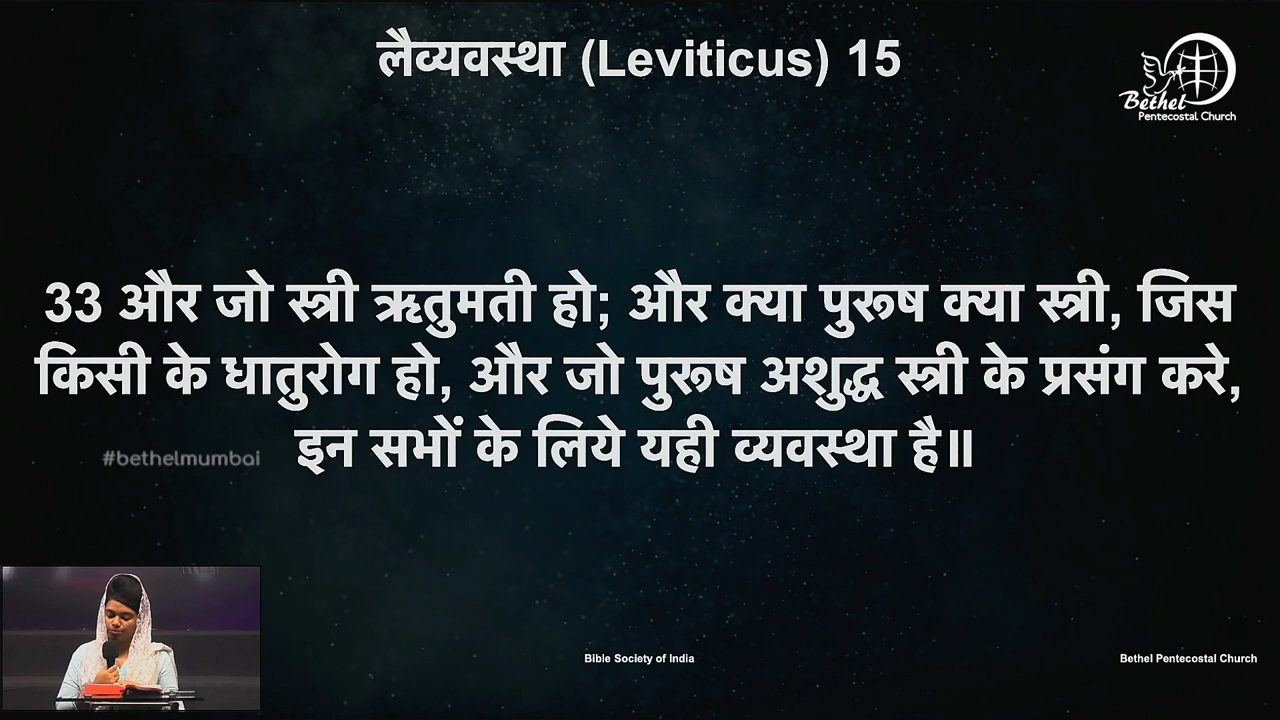 लैव्यवस्था (Leviticus) 15
Bethel
Pentecostal Church
33 और जो स्त्री ऋतुमती हो; और क्या पुरूष क्या स्त्री, जिस
किसी के धातुरोग हो, और जो पुरूष अशुद्ध स्त्री के प्रसंग करे,
इन सभों के लिये यही व्यवस्था है॥
#bethelmumbai
Bible Society of India
Bethel Pentecostal Church